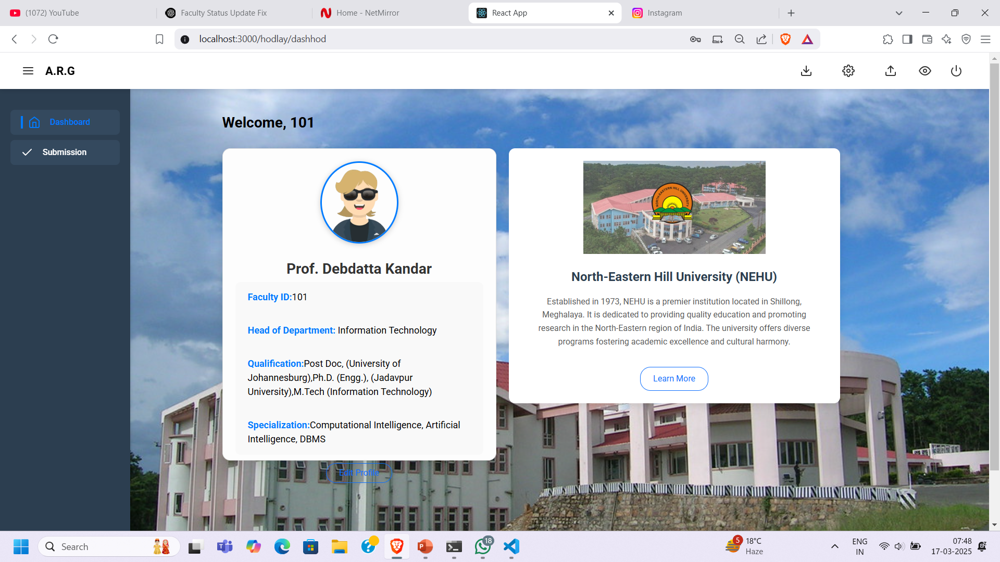 (1072) YouTube
Faculty Status Update Fix
Home - NetMirror
React App
Instagram
localhost:3000/hodlay/dashhod
A.R.G
Dashboard
Submission
Welcome, 101
Prof. Debdatta Kandar
Faculty ID:101
Head of Department: Information Technology
Qualification:Post Doc, (University of
Johannesburg),Ph.D. (Engg.), (Jadavpur
University),M.Tech (Information Technology)
Specialization:Computational Intelligence, Artificial
Intelligence, DBMS
Edit Profile
NORTH-EASTERN HILL UNIVERSITY
North-Eastern Hill University (NEHU)
Established in 1973, NEHU is a premier institution located in Shillong,
Meghalaya. It is dedicated to providing quality education and promoting
research in the North-Eastern region of India. The university offers diverse
programs fostering academic excellence and cultural harmony.
Learn More
Search
18
5
18°C
Haze
ENG
IN
07:48
17-03-2025